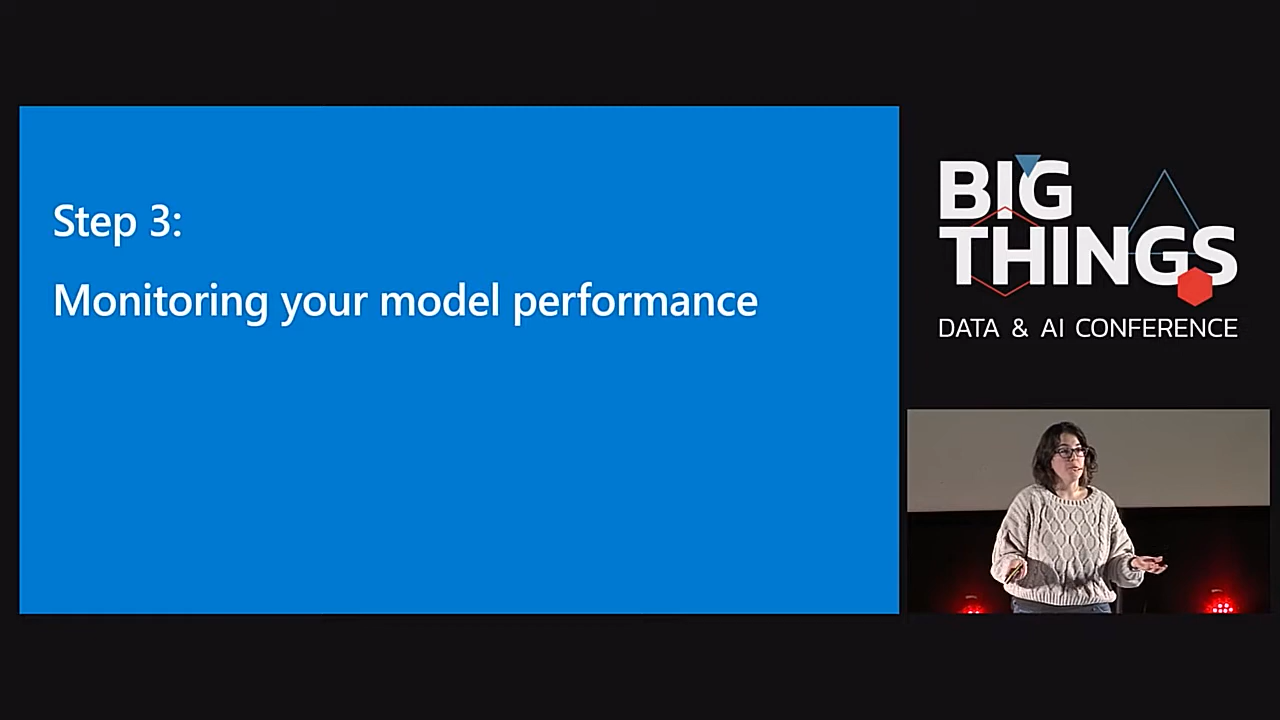 Step 3:
Monitoring your model performance
BIG
THINGS
DATA & AI CONFERENCE